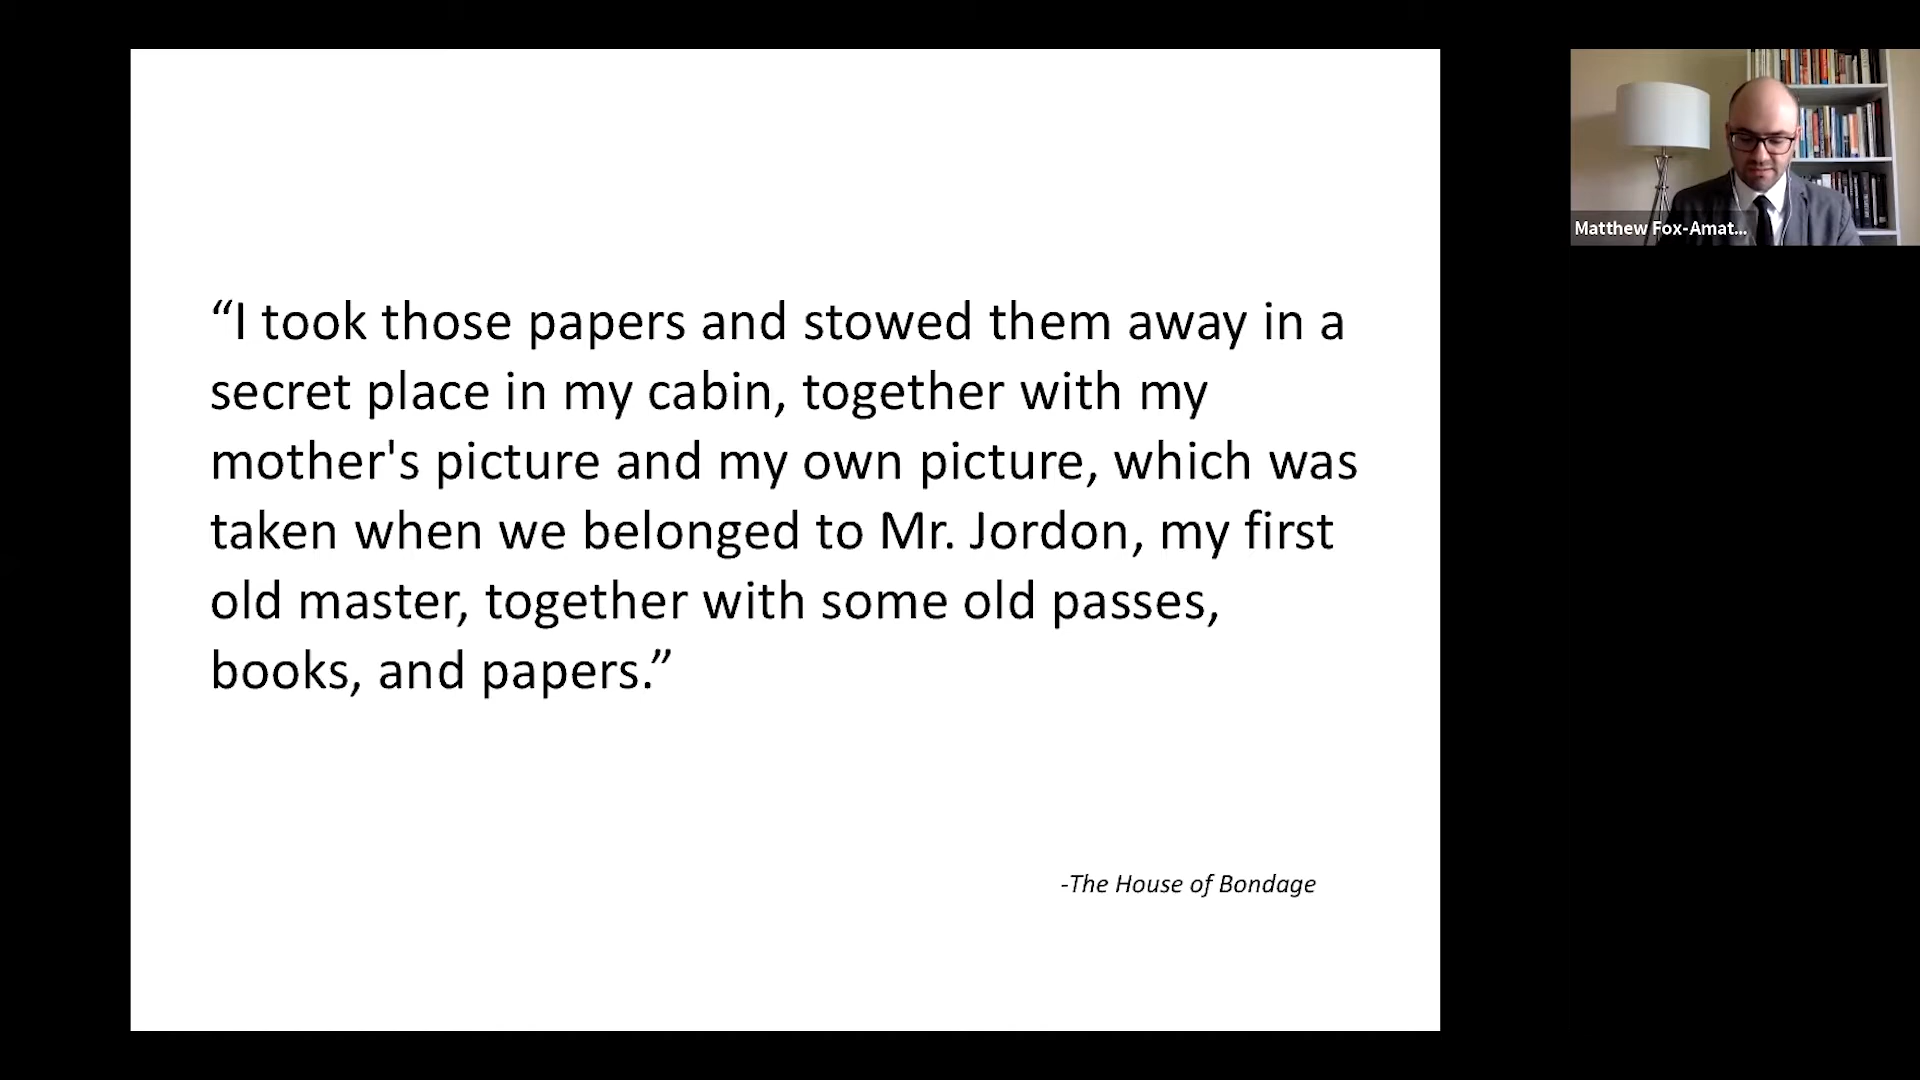 “I took those papers and stowed them away in a
secret place in my cabin, together with my
mother's picture and my own picture, which was
taken when we belonged to Mr. Jordon, my first
old master, together with some old passes,
books, and papers.”
-The House of Bondage
Matthew Fox-Amat...